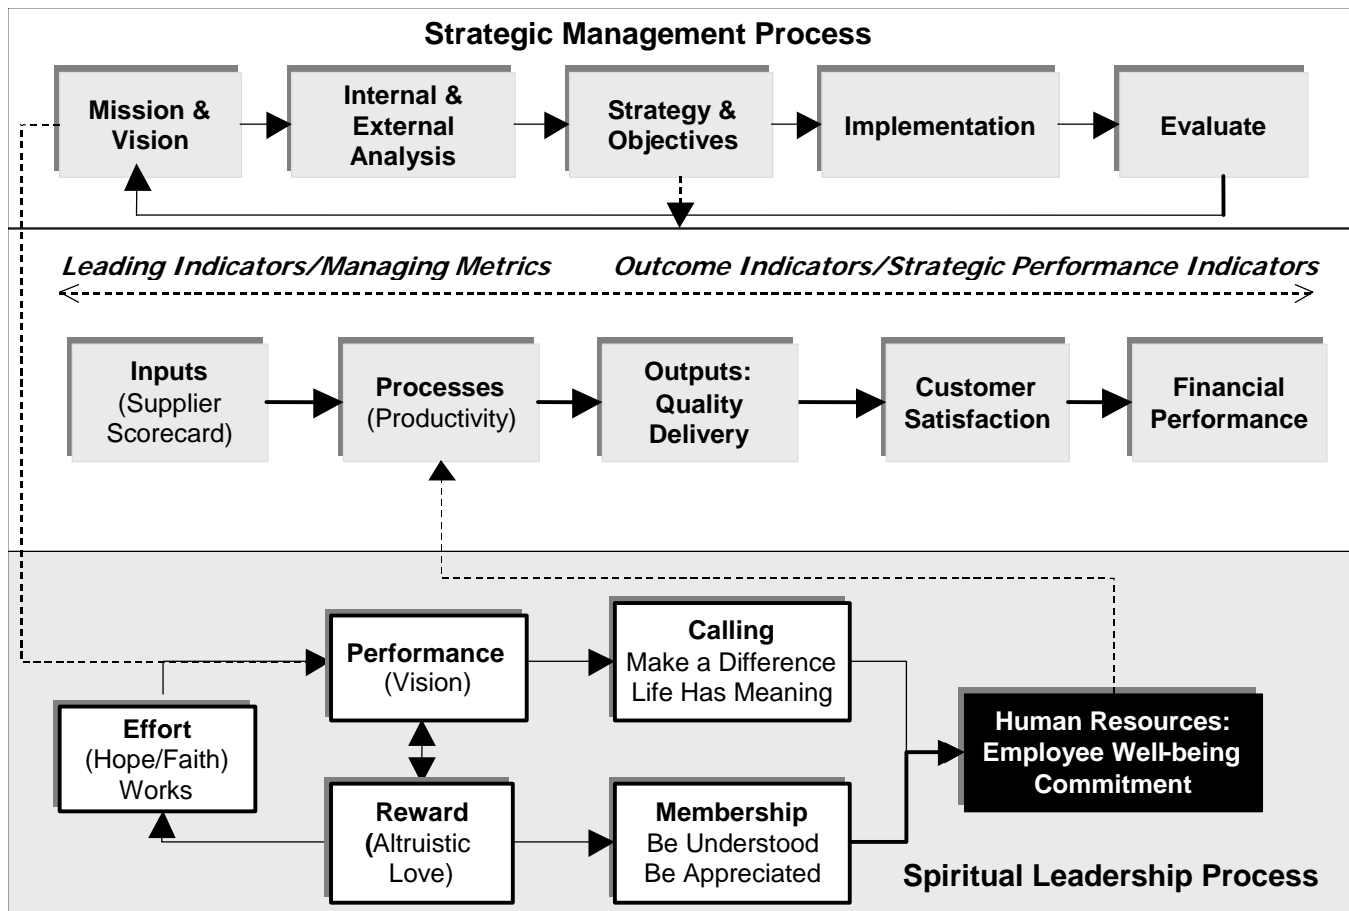 Strategic Management Process
Mission &
Vision
Internal &
External
Analysis
Strategy &
Objectives
Implementation
Evaluate
Leading Indicators/Managing Metrics
Outcome Indicators/Strategic Performance Indicators
Inputs
(Supplier
Scorecard)
Processes
(Productivity)
Outputs:
Quality
Delivery
Customer
Satisfaction
Financial
Performance
Performance
(Vision)
Calling
Make a Difference
Life Has Meaning
Effort
(Hope/Faith)
Works
Human Resources:
Employee Well-being
Commitment
Reward
(Altruistic
Love)
Membership
Be Understood
Be Appreciated
Spiritual Leadership Process